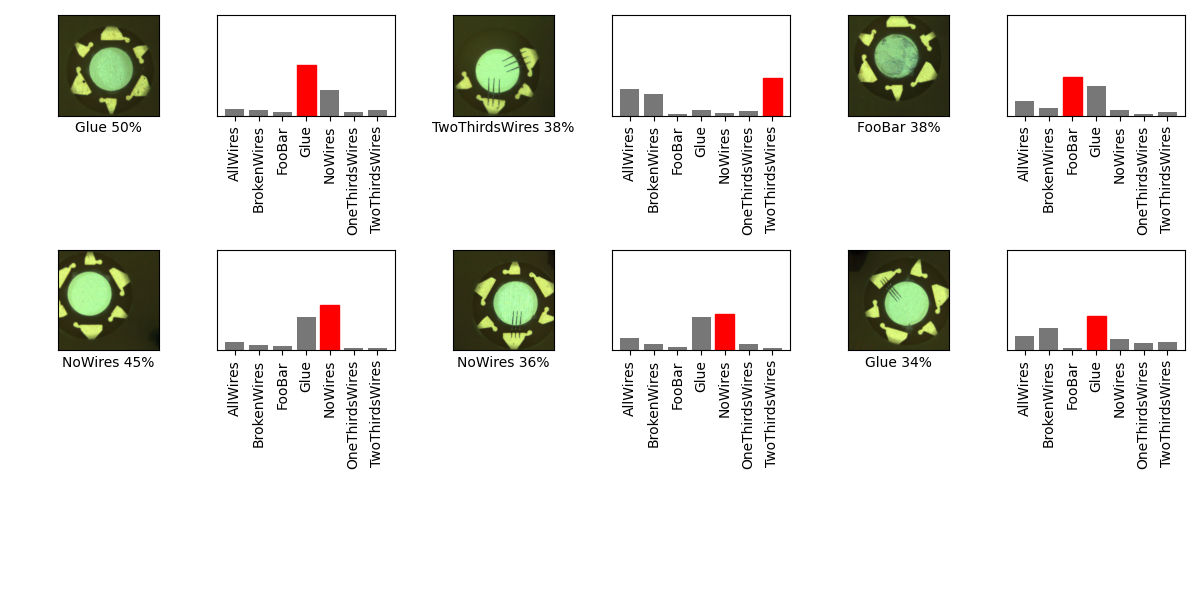 Glue 50%
AllWires
BrokenWires
FooBar
Glue
NoWires
OneThirdsWires
TwoThirdsWires
TwoThirdsWires 38%
AllWires
BrokenWires
FooBar
Glue
NoWires
OneThirdsWires
TwoThirdsWires
FooBar 38%
AllWires
BrokenWires
FooBar
Glue
NoWires
OneThirdsWires
TwoThirdsWires
NoWires 45%
AllWires
BrokenWires
FooBar
Glue
NoWires
OneThirdsWires
TwoThirdsWires
NoWires 36%
AllWires
BrokenWires
FooBar
Glue
NoWires
OneThirdsWires
TwoThirdsWires
Glue 34%
AllWires
BrokenWires
FooBar
Glue
NoWires
OneThirdsWires
TwoThirdsWires